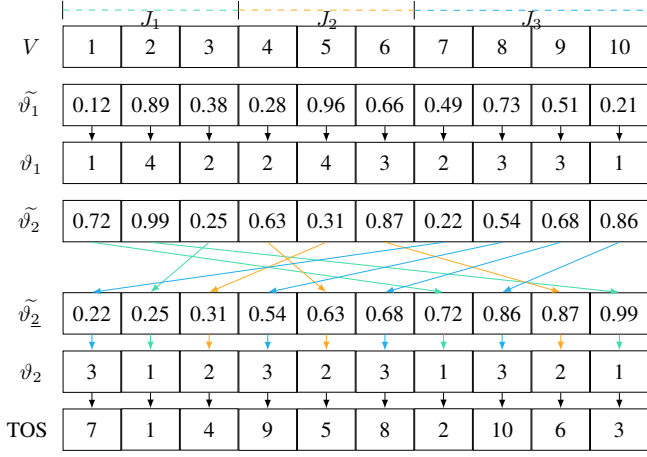 J₁ J₂ J₃
V 1 2 3 4 5 6 7 8 9 10
ϑ̃₁ 0.12 0.89 0.38 0.28 0.96 0.66 0.49 0.73 0.51 0.21
ϑ₁ 1 4 2 2 4 3 2 3 3 1
ϑ̃₂ 0.72 0.99 0.25 0.63 0.31 0.87 0.22 0.54 0.68 0.86
ϑ̃₂̲ 0.22 0.25 0.31 0.54 0.63 0.68 0.72 0.86 0.87 0.99
ϑ₂ 3 1 2 3 2 3 1 3 2 1
TOS 7 1 4 9 5 8 2 10 6 3